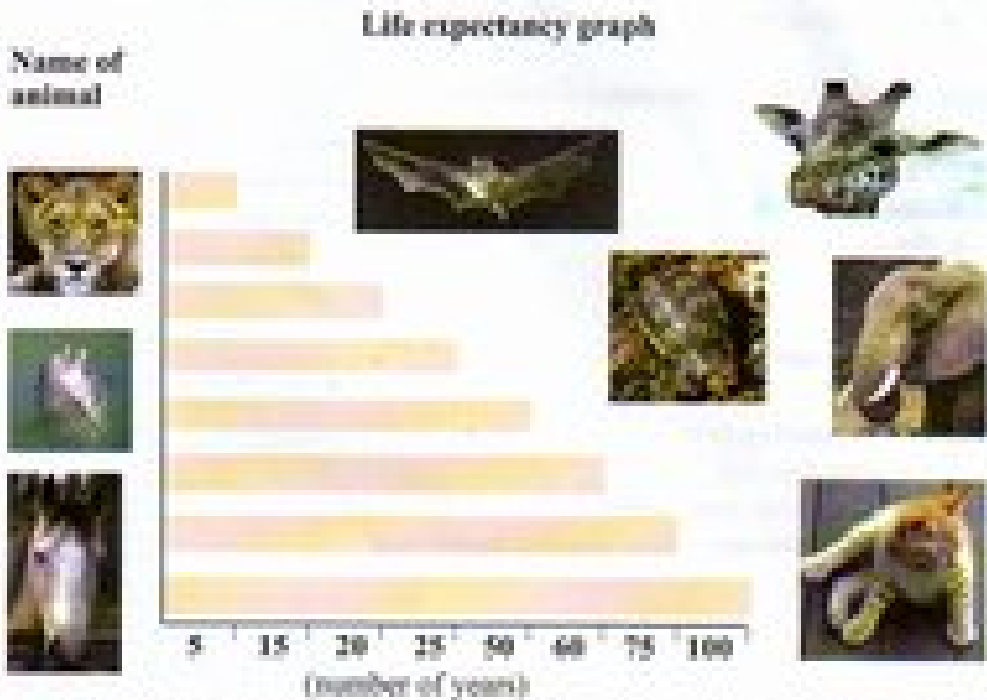 Life expectancy graph
Name of
animal
5 15 20 25 50 60 75 100
(number of years)